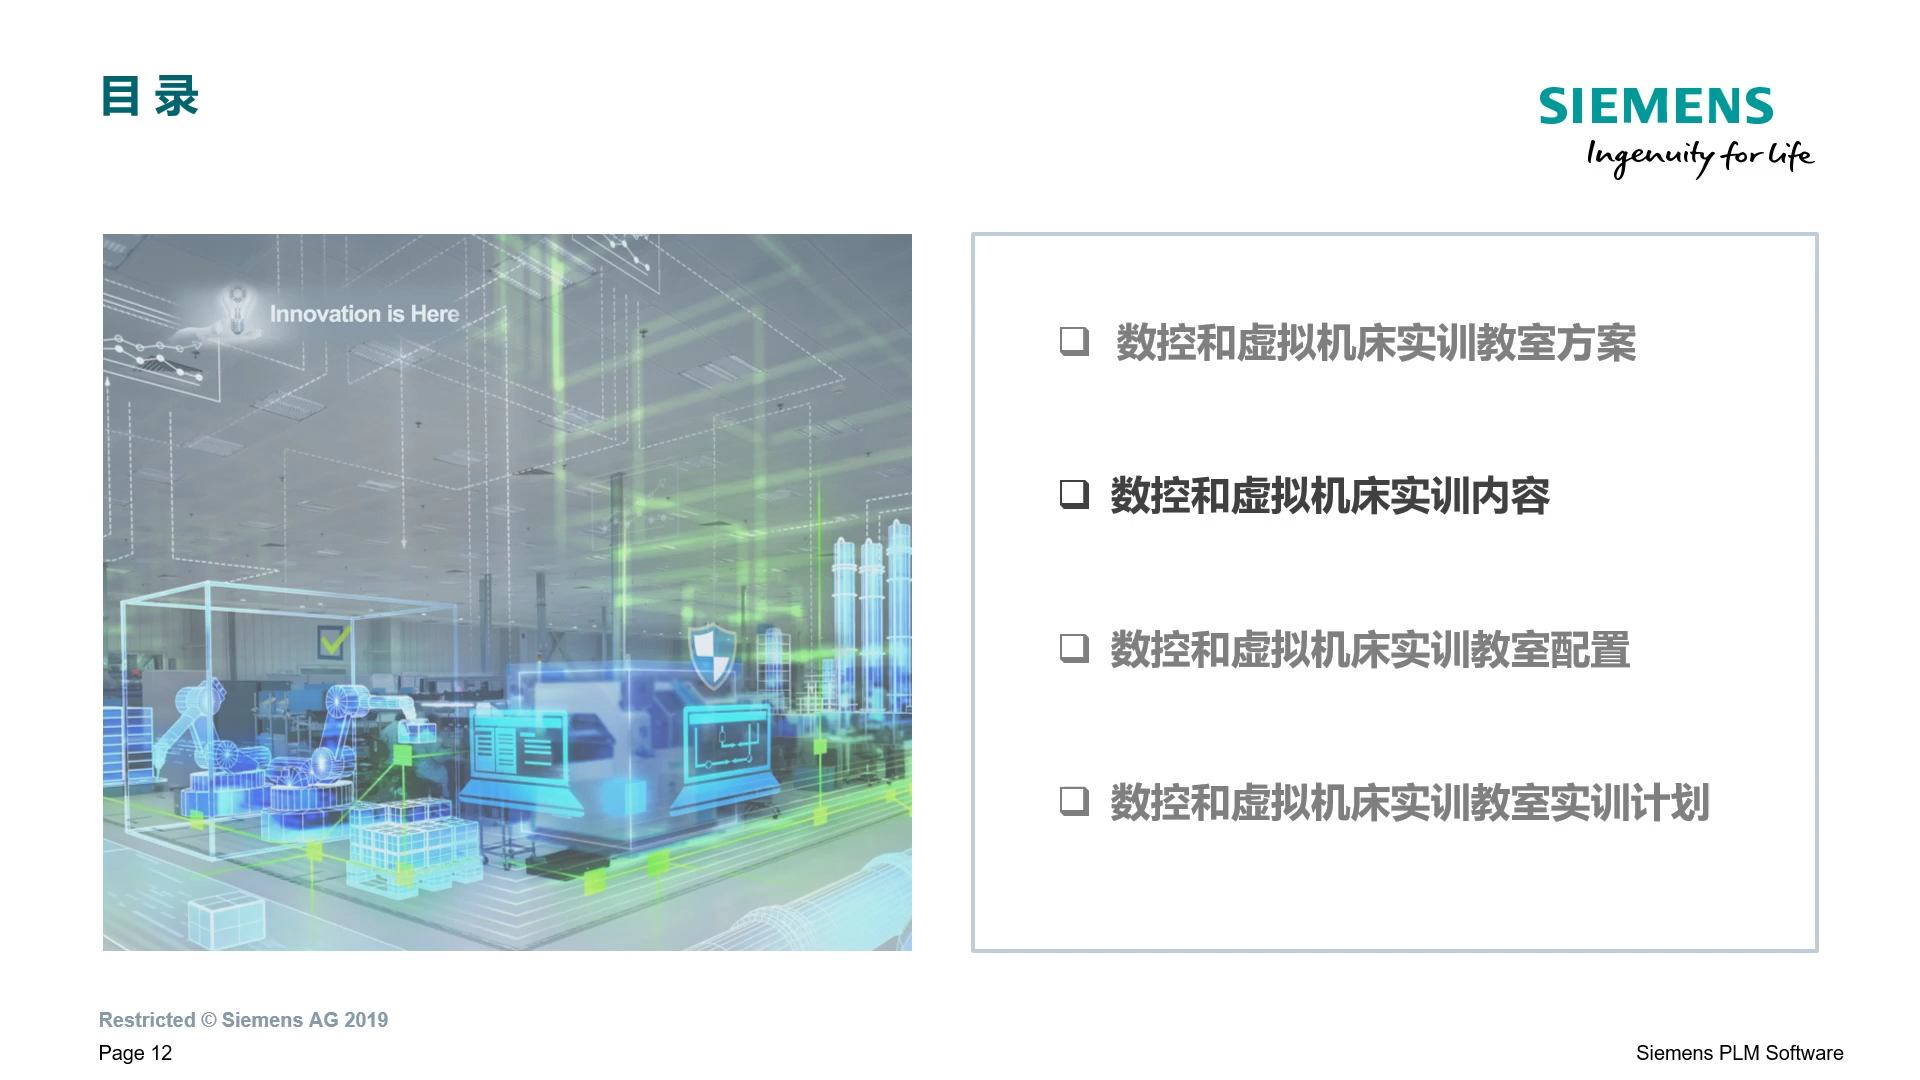 目 录
SIEMENS
Ingenuity for life
Innovation is Here
数控和虚拟机床实训教室方案
数控和虚拟机床实训内容
数控和虚拟机床实训教室配置
数控和虚拟机床实训教室实训计划
Restricted © Siemens AG 2019
Page 12
Siemens PLM Software